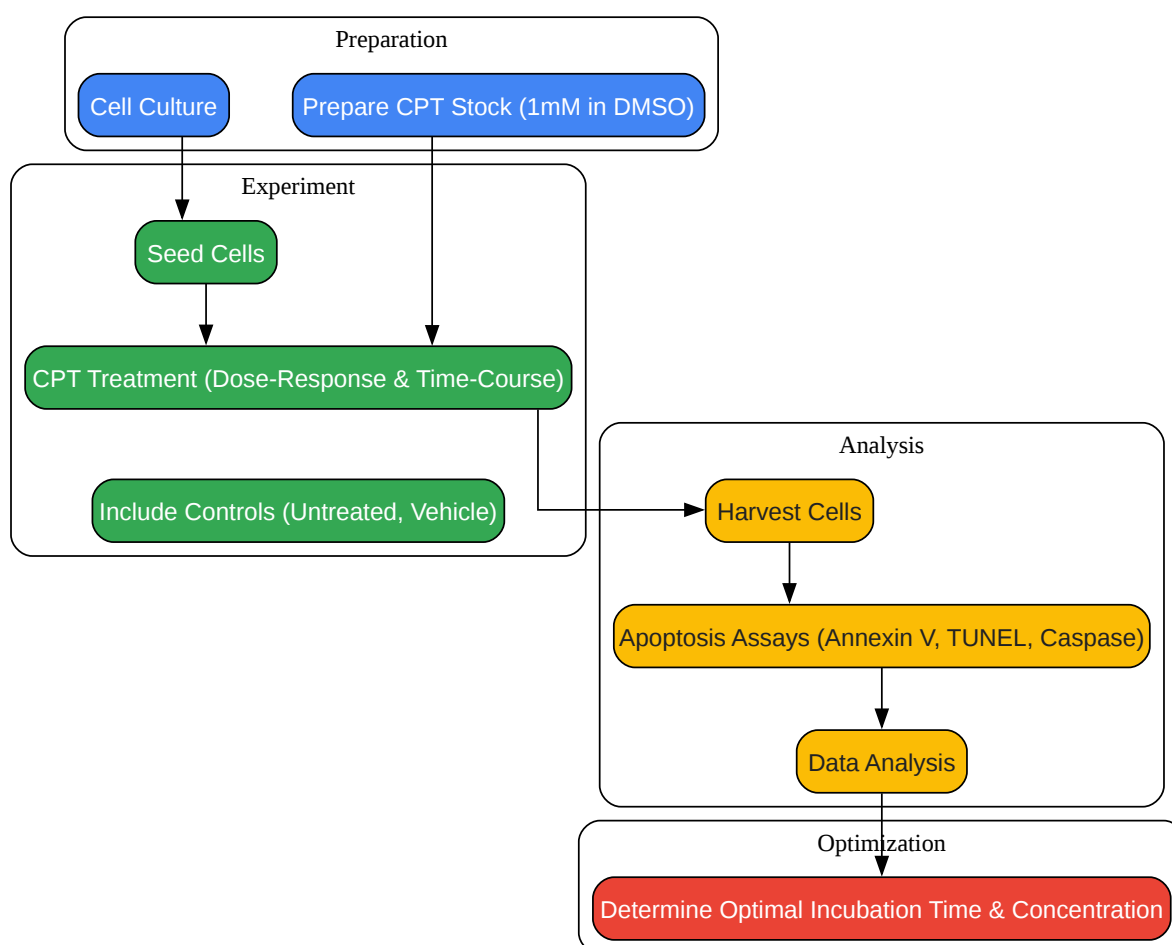 Preparation
Cell Culture
Prepare CPT Stock (1mM in DMSO)
Experiment
Seed Cells
CPT Treatment (Dose-Response & Time-Course)
Include Controls (Untreated, Vehicle)
Analysis
Harvest Cells
Apoptosis Assays (Annexin V, TUNEL, Caspase)
Data Analysis
Optimization
Determine Optimal Incubation Time & Concentration